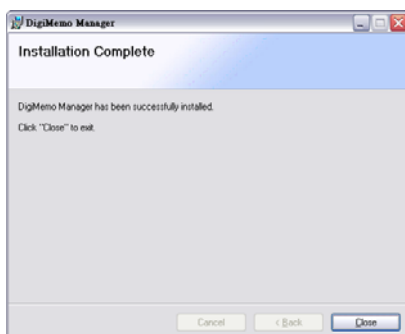 DigiMemo Manager
Installation Complete
DigiMemo Manager has been successfully installed.
Click "Close" to exit.
Cancel
< Back
Close